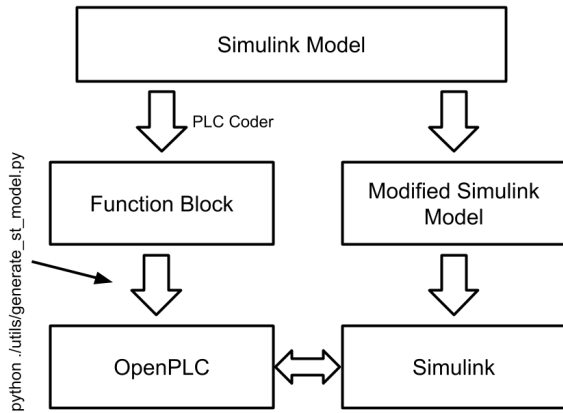 Simulink Model
PLC Coder
Function Block
Modified Simulink
Model
python ./utils/generate_st_model.py
OpenPLC
Simulink